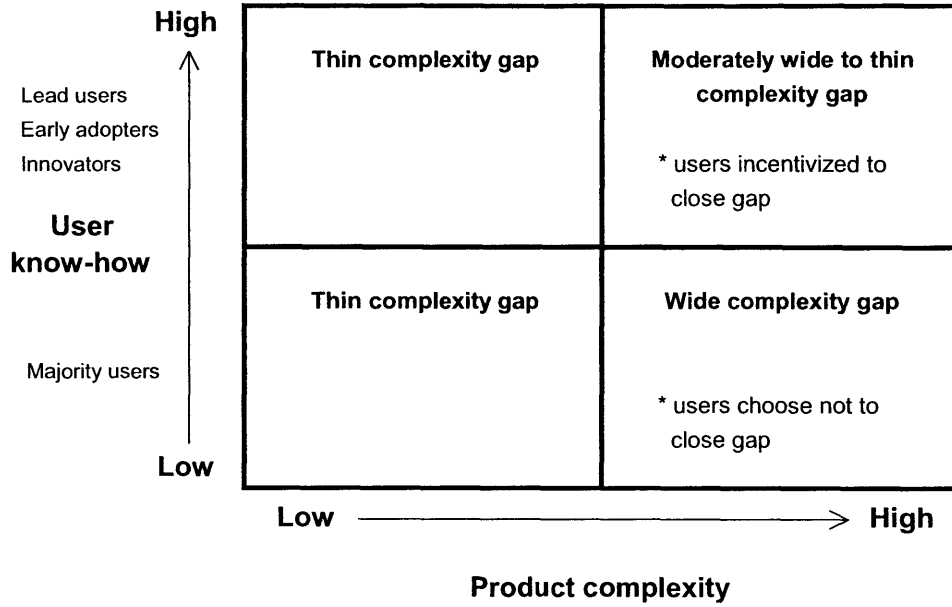 High
Lead users
Early adopters
Innovators
User
know-how
Majority users
Low
Thin complexity gap
Moderately wide to thin
complexity gap
* users incentivized to
close gap
Thin complexity gap
Wide complexity gap
* users choose not to
close gap
Low
High
Product complexity